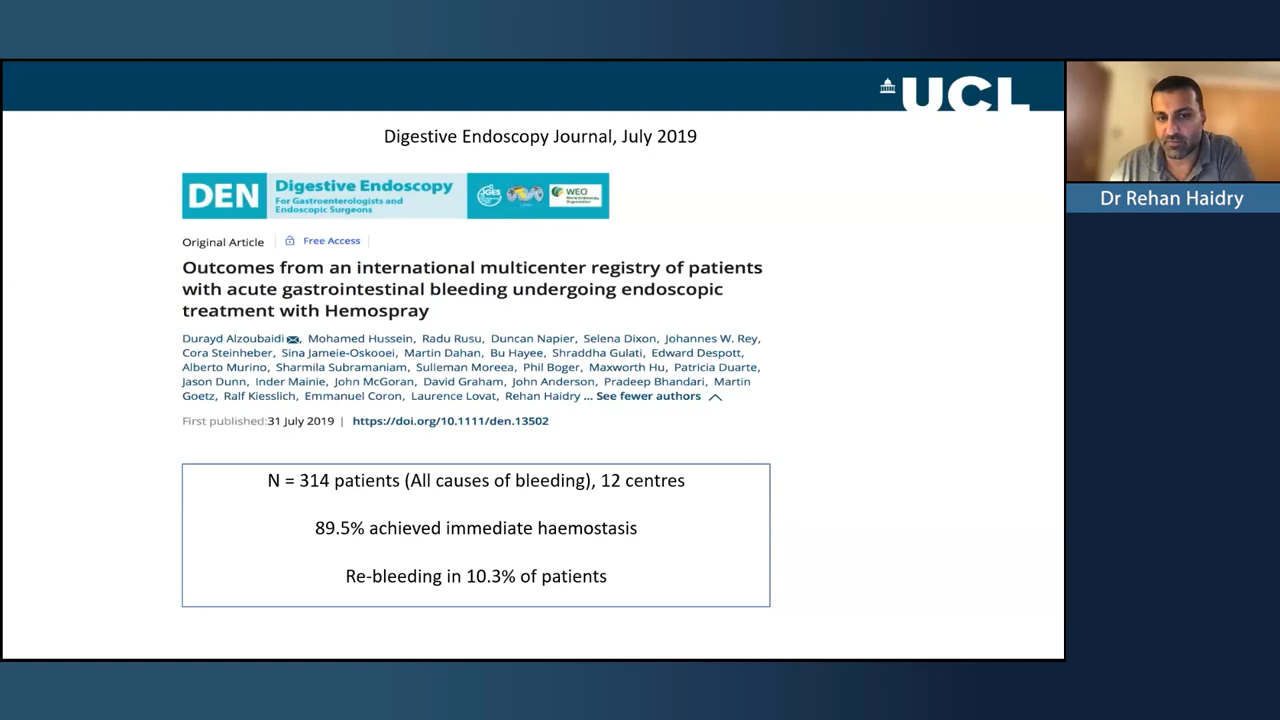 UCL
Digestive Endoscopy Journal, July 2019
DEN
Digestive Endoscopy
For Gastroenterologists and
Endoscopic Surgeons
JGES
WEO
World Endoscopy
Organization
Original Article
Free Access
Outcomes from an international multicenter registry of patients
with acute gastrointestinal bleeding undergoing endoscopic
treatment with Hemospray
Durayd Alzoubaidi , Mohamed Hussein, Radu Rusu, Duncan Napier, Selena Dixon, Johannes W. Rey,
Cora Steinheber, Sina Jameie-Oskooei, Martin Dahan, Bu Hayee, Shraddha Gulati, Edward Despott,
Alberto Murino, Sharmila Subramaniam, Sulleman Moreea, Phil Boger, Maxworth Hu, Patricia Duarte,
Jason Dunn, Inder Mainie, John McGoran, David Graham, John Anderson, Pradeep Bhandari, Martin
Goetz, Ralf Kiesslich, Emmanuel Coron, Laurence Lovat, Rehan Haidry ... See fewer authors
First published:31 July 2019 | https://doi.org/10.1111/den.13502
N = 314 patients (All causes of bleeding), 12 centres
89.5% achieved immediate haemostasis
Re-bleeding in 10.3% of patients
Dr Rehan Haidry